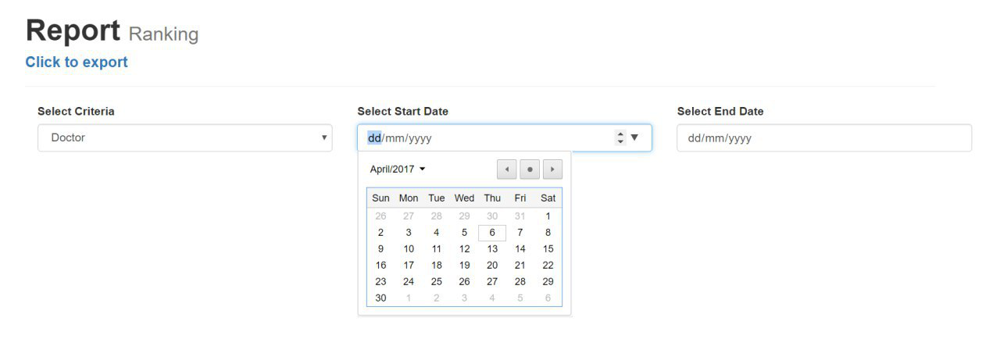 Report Ranking
Click to export
Select Criteria
Doctor
Select Start Date
dd/mm/yyyy
April/2017
Sun Mon Tue Wed Thu Fri Sat
26 27 28 29 30 31 1
2 3 4 5 6 7 8
9 10 11 12 13 14 15
16 17 18 19 20 21 22
23 24 25 26 27 28 29
30 1 2 3 4 5 6
Select End Date
dd/mm/yyyy